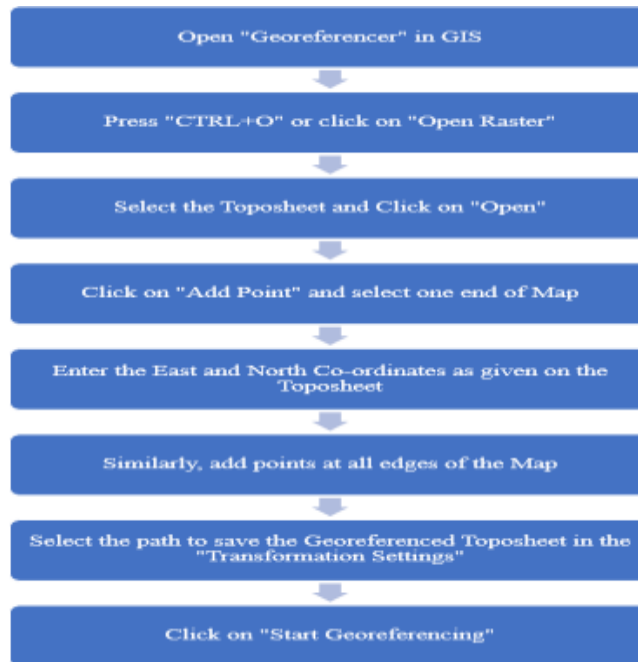 Open "Georeferencer" in GIS
Press "CTRL+O" or click on "Open Raster"
Select the Toposheet and Click on "Open"
Click on "Add Point" and select one end of Map
Enter the East and North Co-ordinates as given on the
Toposheet
Similarly, add points at all edges of the Map
Select the path to save the Georeferenced Toposheet in the
"Transformation Settings"
Click on "Start Georeferencing"